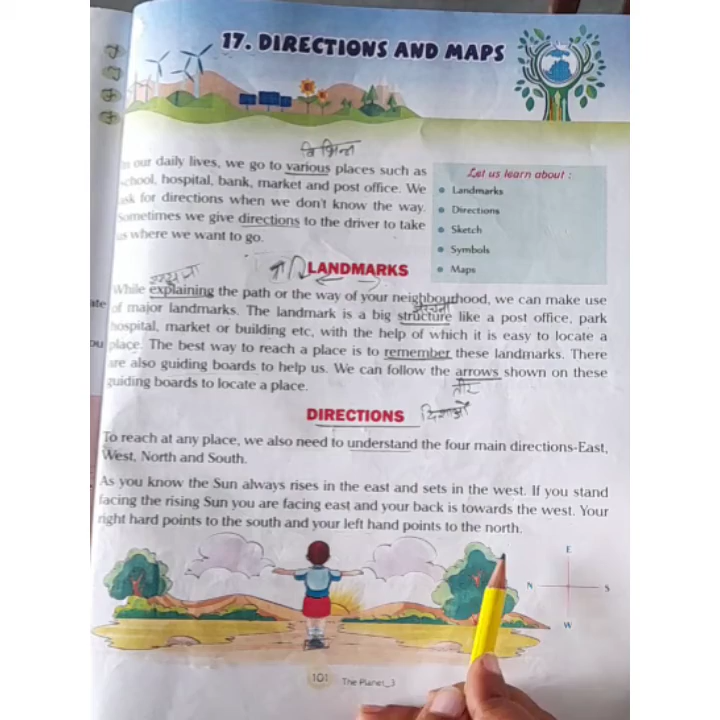 17. DIRECTIONS AND MAPS
विभिन्न
In our daily lives, we go to various places such as
school, hospital, bank, market and post office. We
ask for directions when we don't know the way.
Sometimes we give directions to the driver to take
us where we want to go.
Let us learn about :
Landmarks
Directions
Sketch
Symbols
Maps
LANDMARKS
While explaining the path or the way of your neighbourhood, we can make use
of major landmarks. The landmark is a big structure like a post office, park
hospital, market or building etc, with the help of which it is easy to locate a
place. The best way to reach a place is to remember these landmarks. There
are also guiding boards to help us. We can follow the arrows shown on these
guiding boards to locate a place.
तीर
DIRECTIONS दिशाओं
To reach at any place, we also need to understand the four main directions-East,
West, North and South.
As you know the Sun always rises in the east and sets in the west. If you stand
facing the rising Sun you are facing east and your back is towards the west. Your
right hard points to the south and your left hand points to the north.
E
N S
W
101 The Planet_3